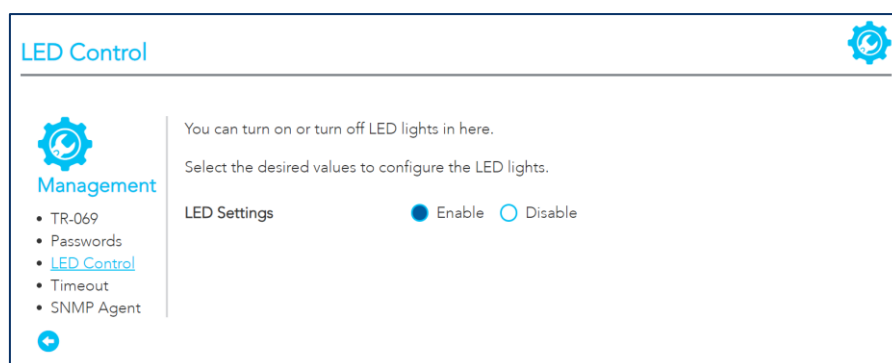 LED Control
You can turn on or turn off LED lights in here.
Select the desired values to configure the LED lights.
Management
LED Settings
Enable
Disable
• TR-069
• Passwords
• LED Control
• Timeout
• SNMP Agent